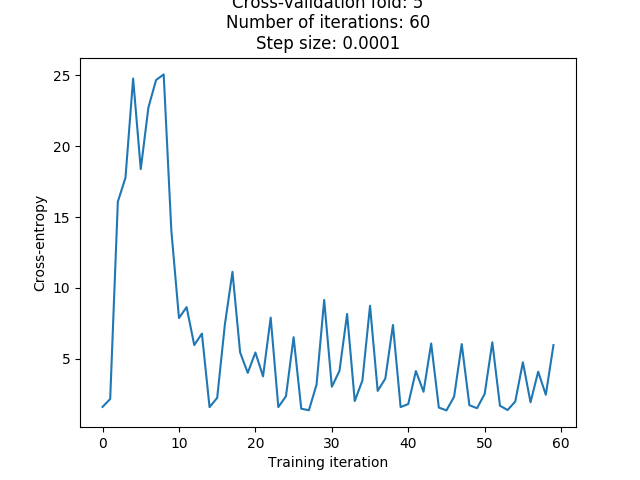 Cross-validation fold: 5
Number of iterations: 60
Step size: 0.0001
25
20
15
10
5
Cross-entropy
0
10
20
30
40
50
60
Training iteration